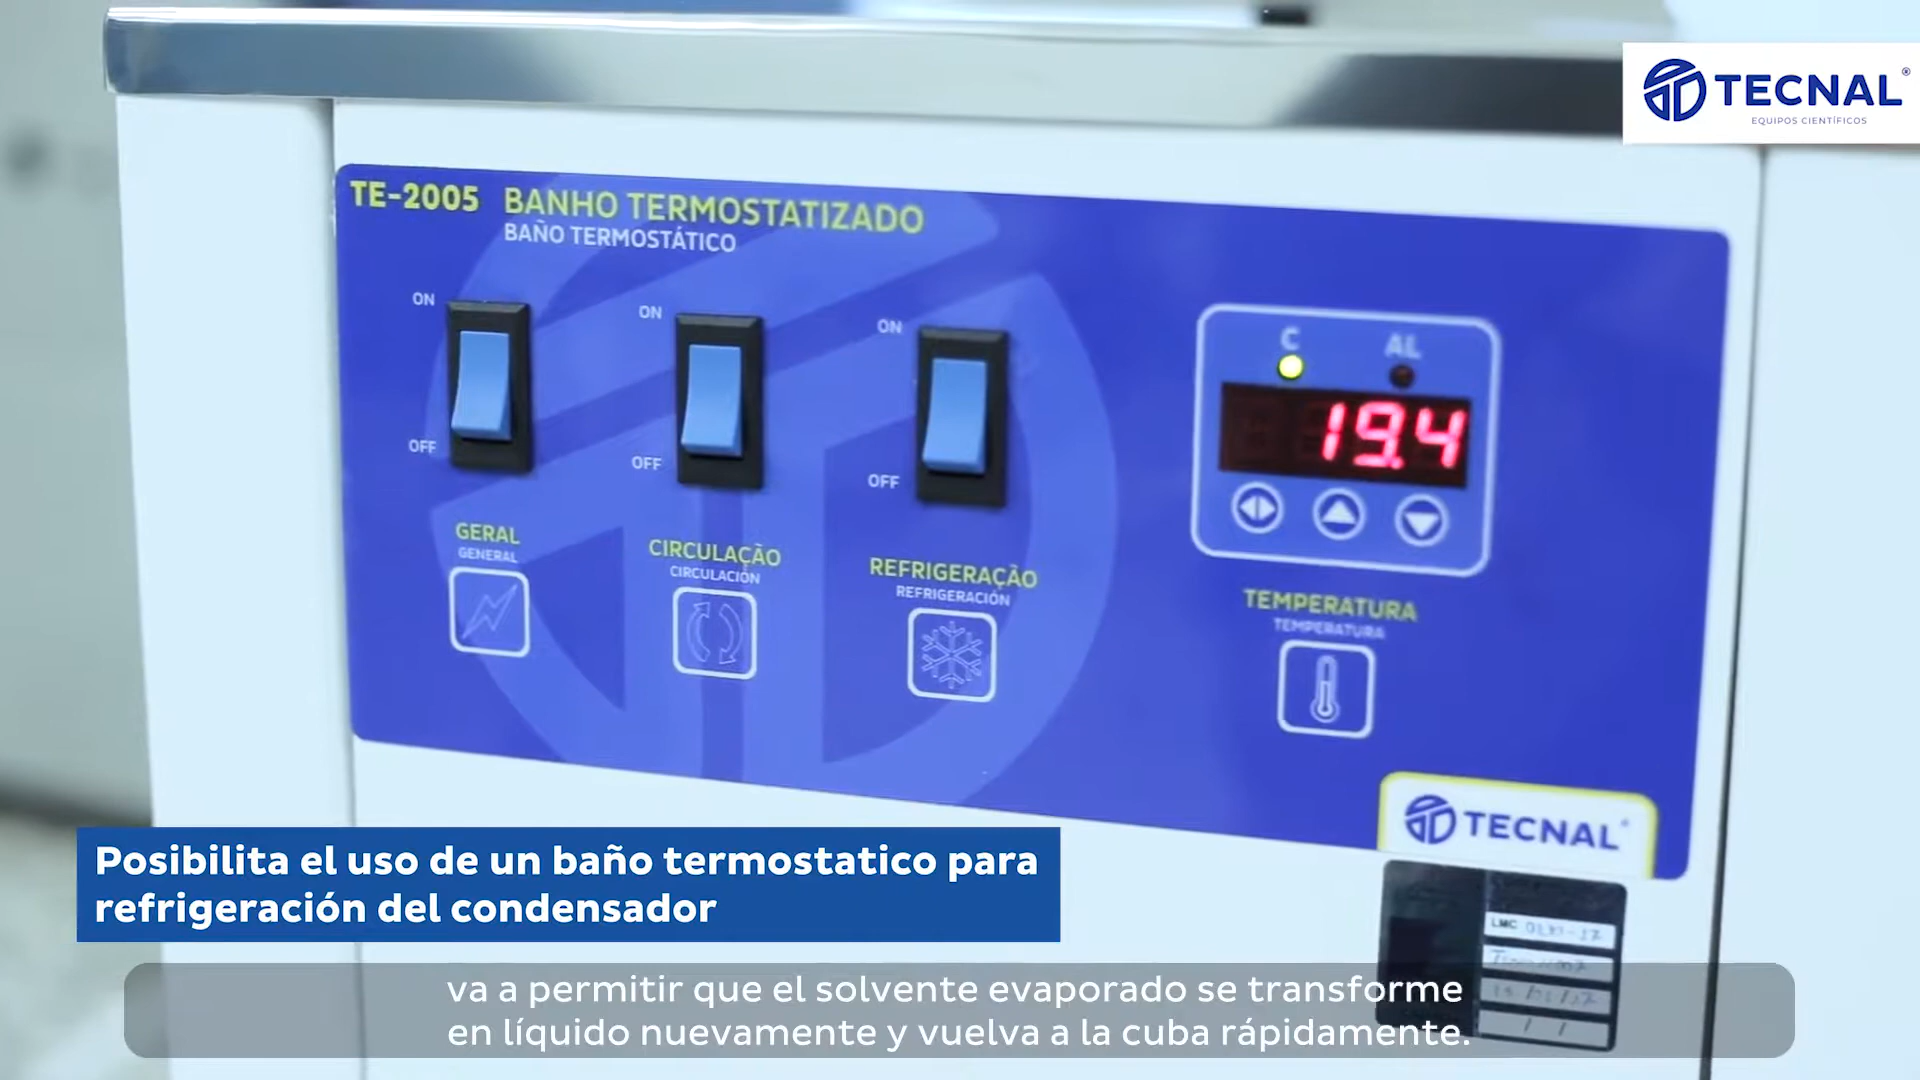 TECNAL®
EQUIPOS CIENTÍFICOS
TE-2005 BANHO TERMOSTATIZADO
BAÑO TERMOSTÁTICO
ON
OFF
GERAL
GENERAL
ON
OFF
CIRCULAÇÃO
CIRCULACIÓN
ON
OFF
REFRIGERAÇÃO
REFRIGERACIÓN
C AL
19.4
TEMPERATURA
TEMPERATURA
TECNAL®
LMC
Posibilita el uso de un baño termostatico para
refrigeración del condensador
va a permitir que el solvente evaporado se transforme
en líquido nuevamente y vuelva a la cuba rápidamente.